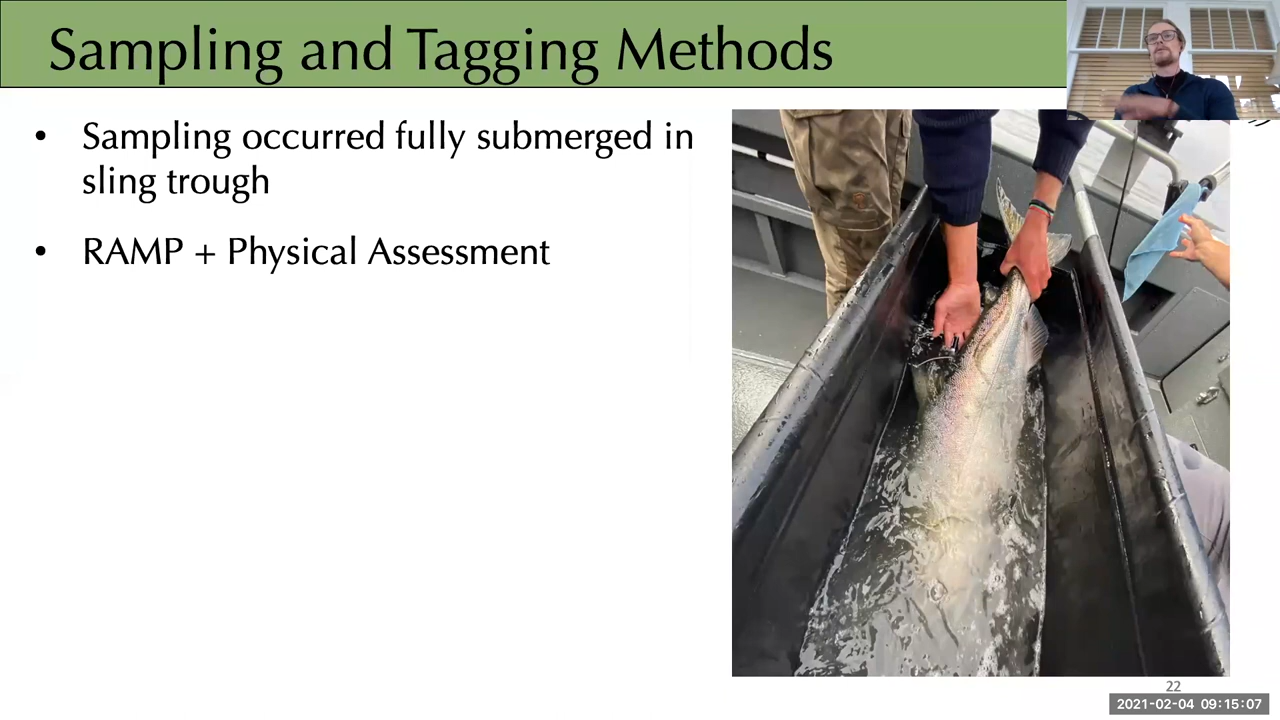 Sampling and Tagging Methods
• Sampling occurred fully submerged in
sling trough
• RAMP + Physical Assessment
22
2021-02-04 09:15:07